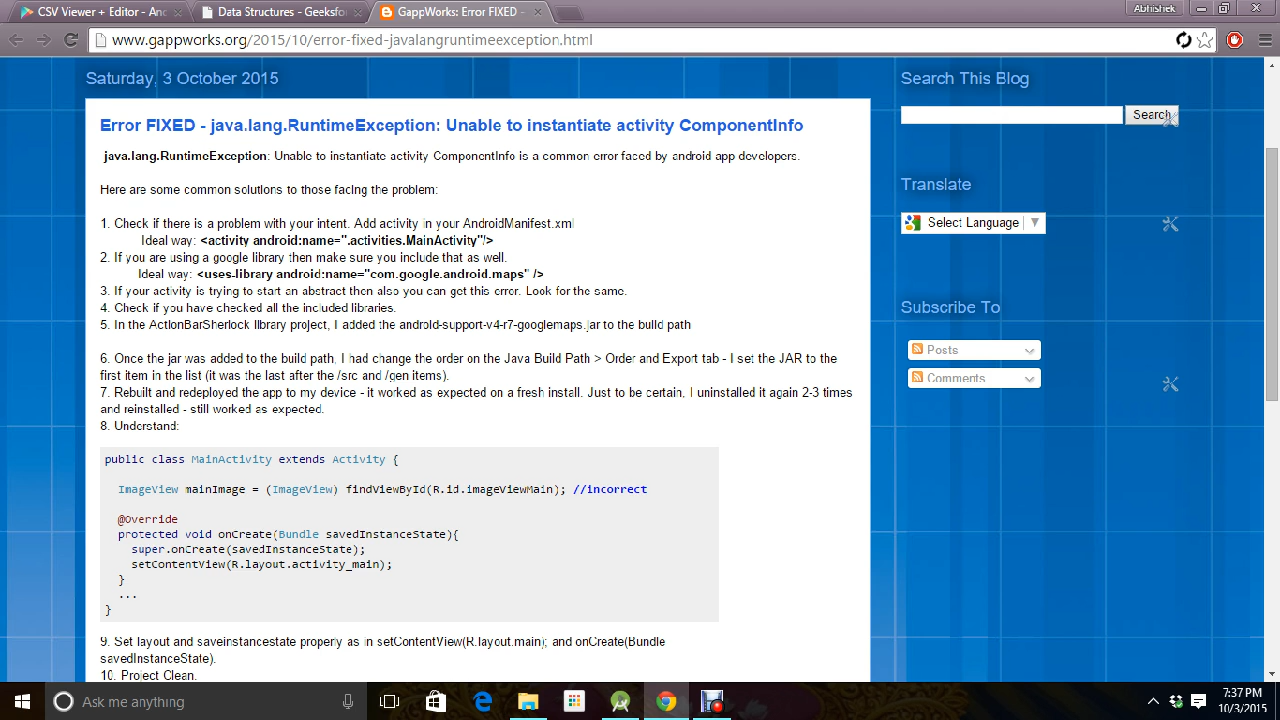 CSV Viewer + Editor - And
Data Structures - Geeksfor
GappWorks: Error FIXED -
Abhishek
www.gappworks.org/2015/10/error-fixed-javalangruntimeexception.html
Saturday, 3 October 2015
Error FIXED - java.lang.RuntimeException: Unable to instantiate activity ComponentInfo
java.lang.RuntimeException: Unable to instantiate activity ComponentInfo is a common error faced by android app developers.
Here are some common solutions to those facing the problem:
1. Check if there is a problem with your intent. Add activity in your AndroidManifest.xml
Ideal way: <activity android:name=".activities.MainActivity"/>
2. If you are using a google library then make sure you include that as well.
Ideal way: <uses-library android:name="com.google.android.maps" />
3. If your activity is trying to start an abstract then also you can get this error. Look for the same.
4. Check if you have checked all the included libraries.
5. In the ActionBarSherlock library project, I added the android-support-v4-r7-googlemaps.jar to the build path
6. Once the jar was added to the build path, I had change the order on the Java Build Path > Order and Export tab - I set the JAR to the
first item in the list (it was the last after the /src and /gen items).
7. Rebuilt and redeployed the app to my device - it worked as expected on a fresh install. Just to be certain, I uninstalled it again 2-3 times
and reinstalled - still worked as expected.
8. Understand:
public class MainActivity extends Activity {
ImageView mainImage = (ImageView) findViewById(R.id.imageViewMain); //incorrect
@Override
protected void onCreate(Bundle savedInstanceState){
super.onCreate(savedInstanceState);
setContentView(R.layout.activity_main);
}
...
}
9. Set layout and saveinstancestate properly as in setContentView(R.layout.main); and onCreate(Bundle
savedInstanceState).
10. Project Clean.
Search This Blog
Search
Translate
Select Language
Subscribe To
Posts
Comments
Ask me anything
7:37 PM
10/3/2015